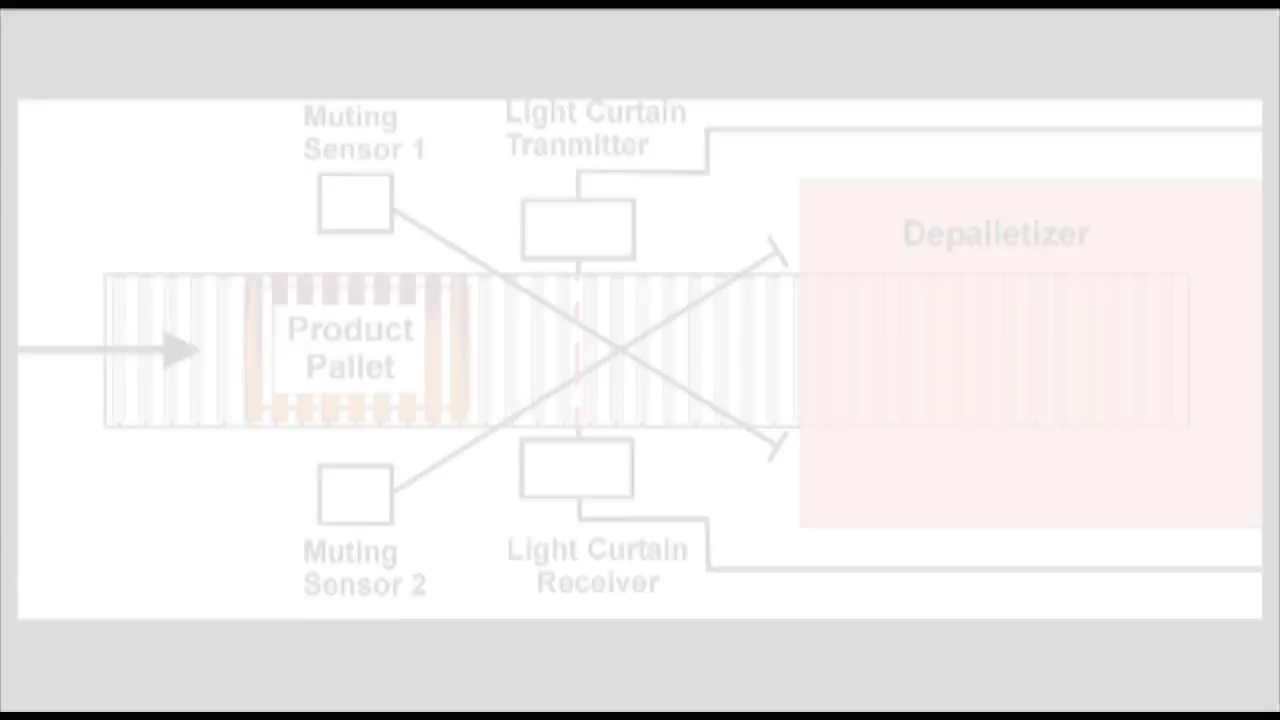 Muting
Sensor 1
Light Curtain
Tranmitter
Depalletizer
Product
Pallet
Muting
Sensor 2
Light Curtain
Receiver